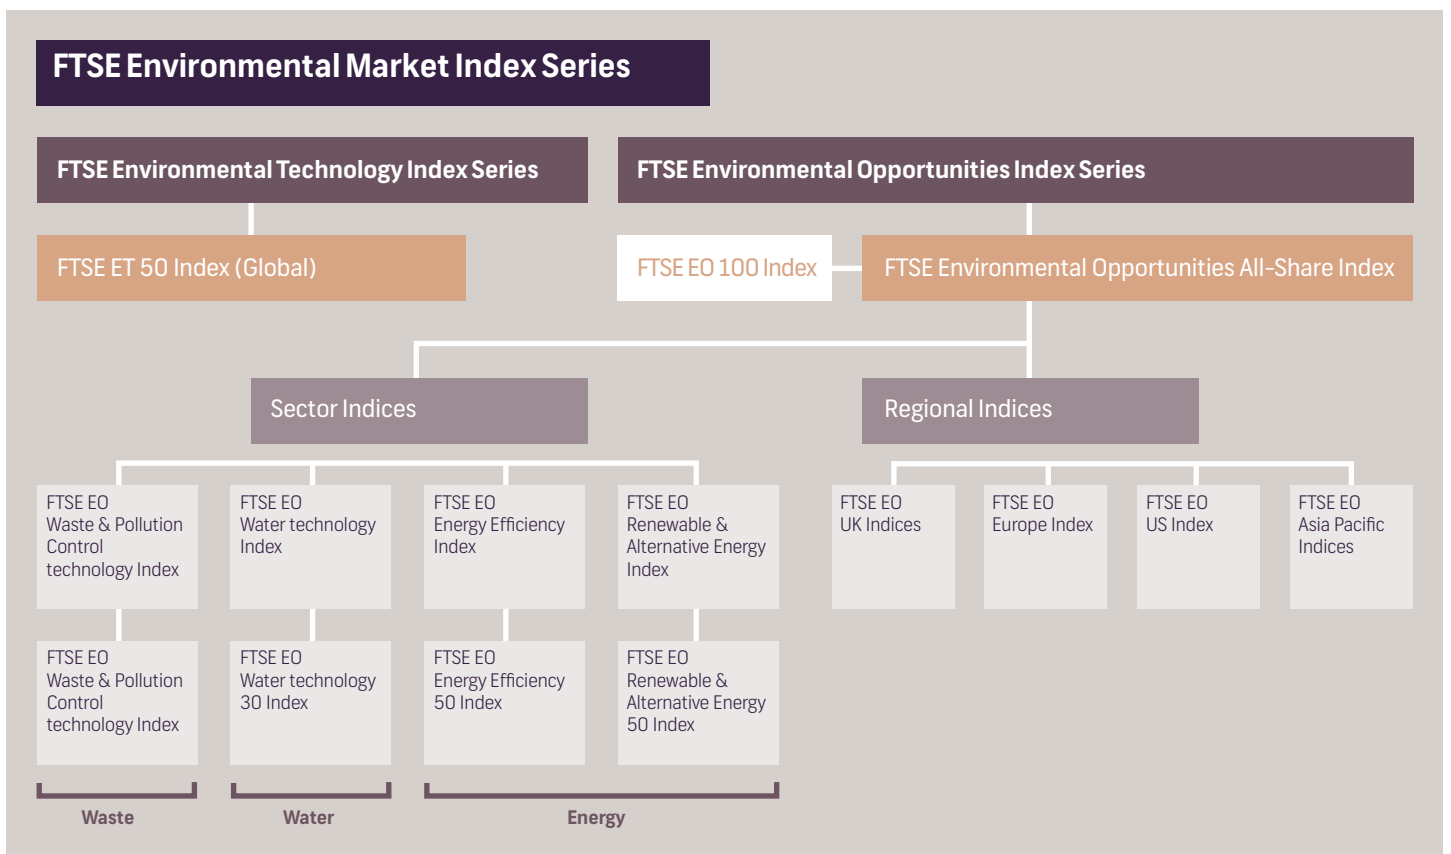 FTSE Environmental Market Index Series
FTSE Environmental Technology Index Series
FTSE Environmental Opportunities Index Series
FTSE ET 50 Index (Global)
FTSE EO 100 Index
FTSE Environmental Opportunities All-Share Index
Sector Indices
Regional Indices
FTSE EO
Waste & Pollution
Control
technology Index
FTSE EO
Water technology
Index
FTSE EO
Energy Efficiency
Index
FTSE EO
Renewable &
Alternative Energy
Index
FTSE EO
UK Indices
FTSE EO
Europe Index
FTSE EO
US Index
FTSE EO
Asia Pacific
Indices
FTSE EO
Waste & Pollution
Control
technology Index
FTSE EO
Water technology
30 Index
FTSE EO
Energy Efficiency
50 Index
FTSE EO
Renewable &
Alternative Energy
50 Index
Waste
Water
Energy